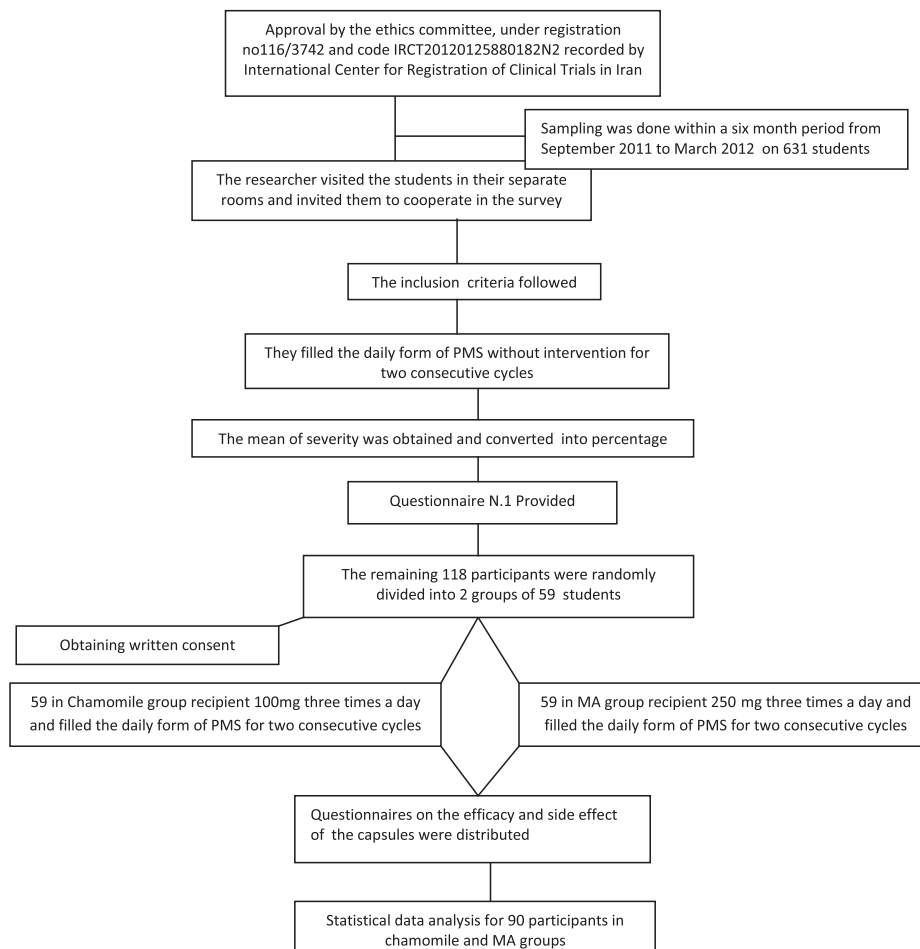 Approval by the ethics committee, under registration
no116/3742 and code IRCT20120125880182N2 recorded by
International Center for Registration of Clinical Trials in Iran
Sampling was done within a six month period from
September 2011 to March 2012 on 631 students
The researcher visited the students in their separate
rooms and invited them to cooperate in the survey
The inclusion criteria followed
They filled the daily form of PMS without intervention for
two consecutive cycles
The mean of severity was obtained and converted into percentage
Questionnaire N.1 Provided
The remaining 118 participants were randomly
divided into 2 groups of 59 students
Obtaining written consent
59 in Chamomile group recipient 100mg three times a day
and filled the daily form of PMS for two consecutive cycles
59 in MA group recipient 250 mg three times a day and
filled the daily form of PMS for two consecutive cycles
Questionnaires on the efficacy and side effect
of the capsules were distributed
Statistical data analysis for 90 participants in
chamomile and MA groups